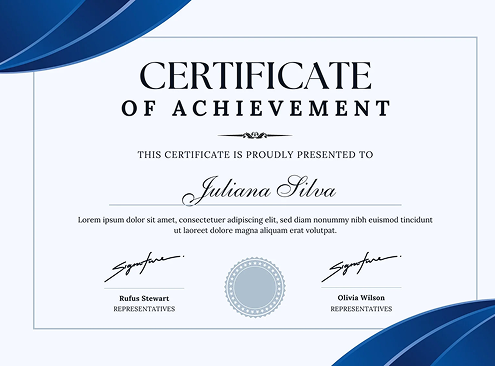 CERTIFICATE
OF ACHIEVEMENT
THIS CERTIFICATE IS PROUDLY PRESENTED TO
Juliana Silva
Lorem ipsum dolor sit amet, consectetuer adipiscing elit, sed diam nonummy nibh euismod tincidunt
ut laoreet dolore magna aliquam erat volutpat.
Signature. Signature.
Rufus Stewart Olivia Wilson
REPRESENTATIVES REPRESENTATIVES